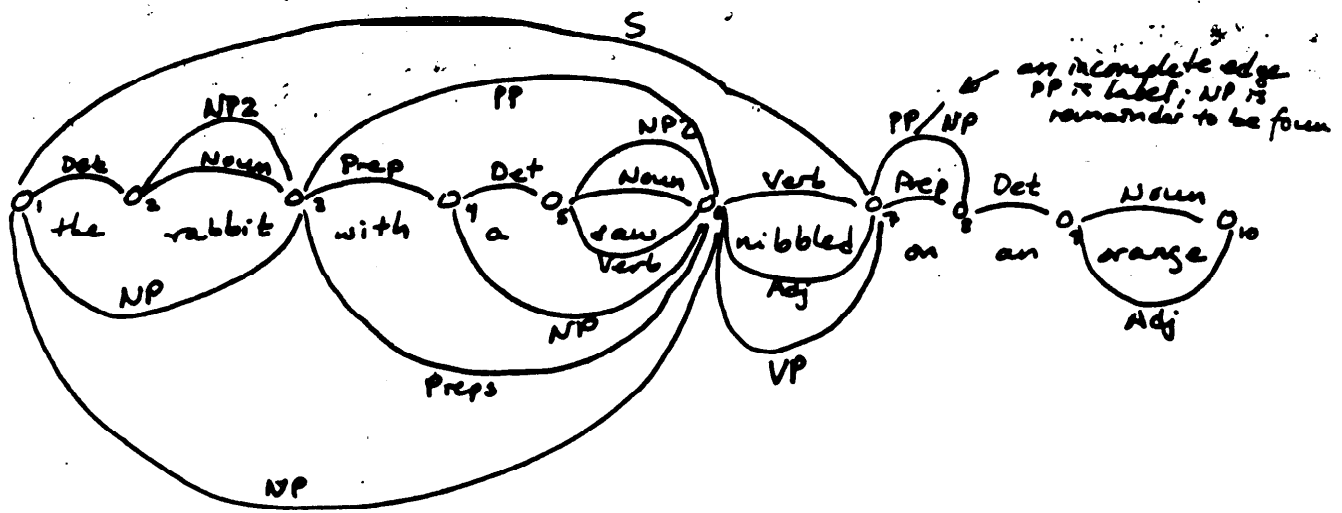 S
an incomplete edge
PP is label; NP is
remainder to be foun
PP
NP2
NP2
PP / NP
Det
Noun
Prep
Det
Noun
Verb
Prep
Det
Noun
1 2 3 4 5 6 7 8 9 10
the rabbit with a saw nibbled on an orange
Verb
Adj
Adj
NP
NP
VP
Preps
NP